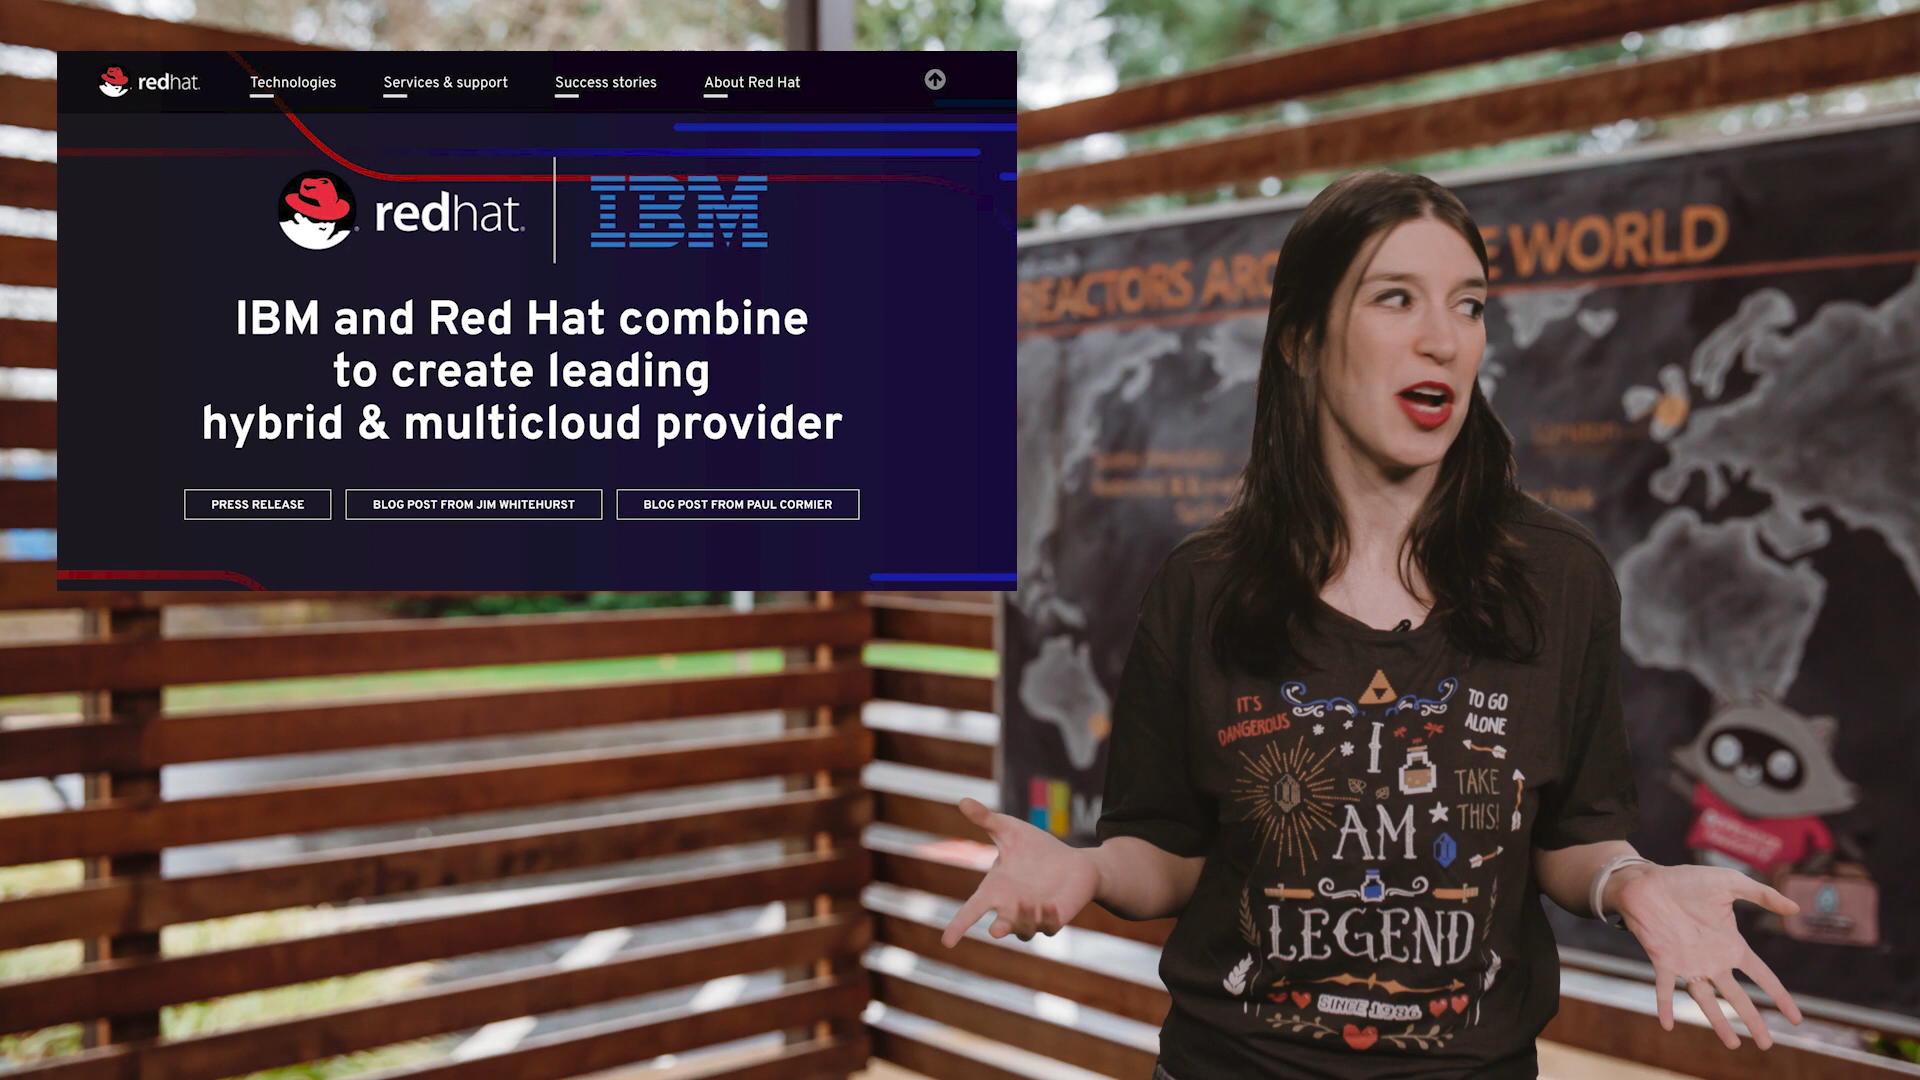 redhat.
Technologies
Services & support
Success stories
About Red Hat
redhat.
IBM
IBM and Red Hat combine
to create leading
hybrid & multicloud provider
PRESS RELEASE
BLOG POST FROM JIM WHITEHURST
BLOG POST FROM PAUL CORMIER
REACTORS
WORLD
London
IT'S
DANGEROUS
TO GO
ALONE
I
TAKE
THIS!
AM
LEGEND
SINCE 1986